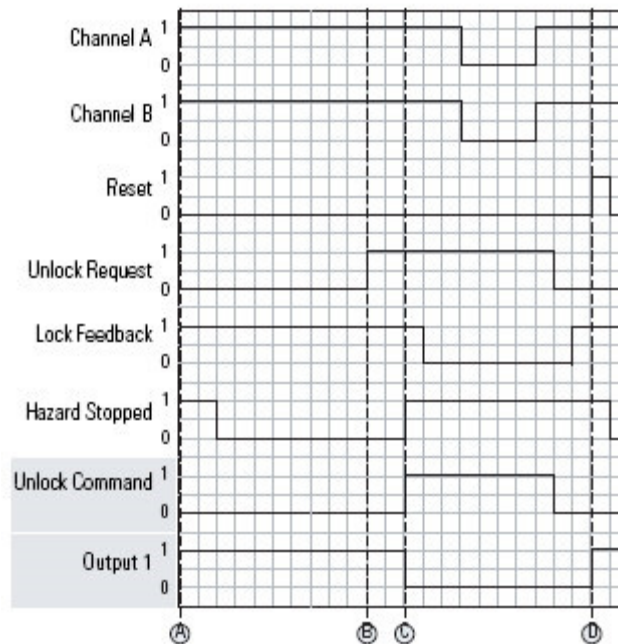 Channel A 1
0
Channel B 1
0
Reset 1
0
Unlock Request 1
0
Lock Feedback 1
0
Hazard Stopped 1
0
Unlock Command 1
0
Output 1 1
0
A B C D